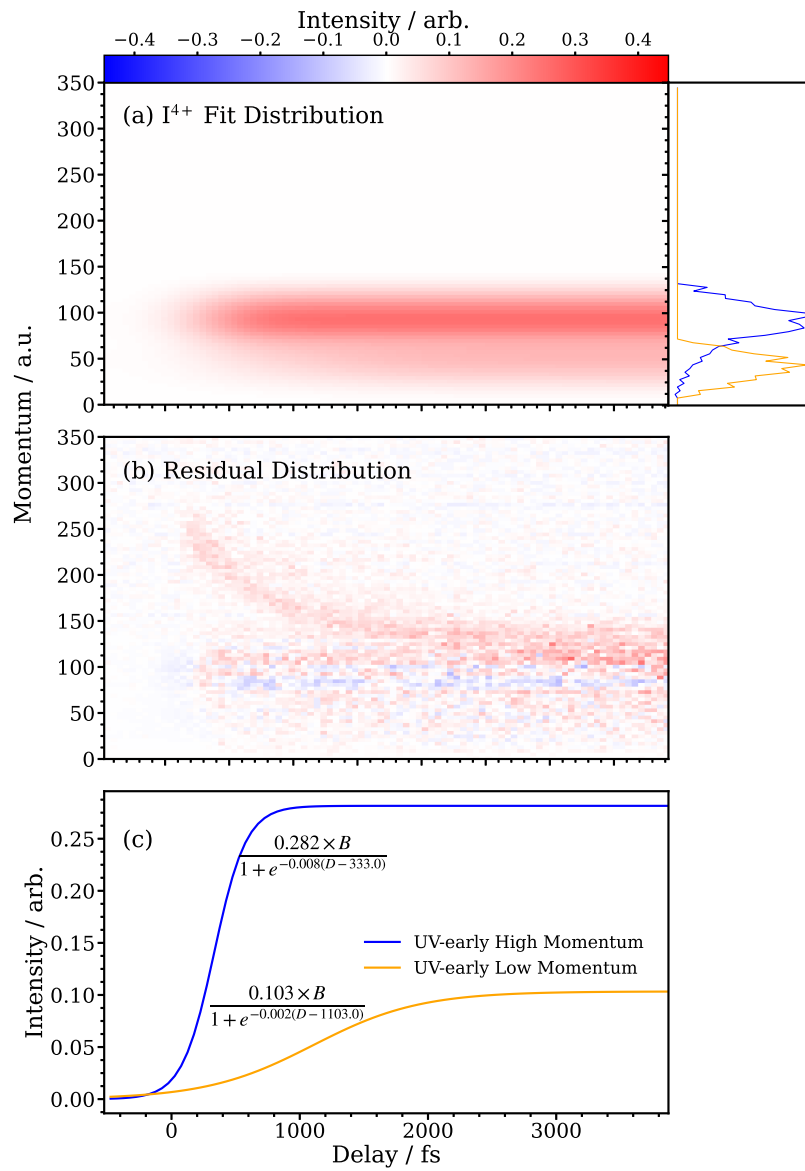 Intensity / arb.
−0.4 −0.3 −0.2 −0.1 0.0 0.1 0.2 0.3 0.4
(a) I⁴⁺ Fit Distribution
350
300
250
200
150
100
50
0
Momentum / a.u.
(b) Residual Distribution
350
300
250
200
150
100
50
0
(c)
0.282 × B
1 + e^{−0.008(D−333.0)}
UV-early High Momentum
UV-early Low Momentum
0.103 × B
1 + e^{−0.002(D−1103.0)}
0.25
0.20
0.15
0.10
0.05
0.00
Intensity / arb.
0 1000 2000 3000
Delay / fs